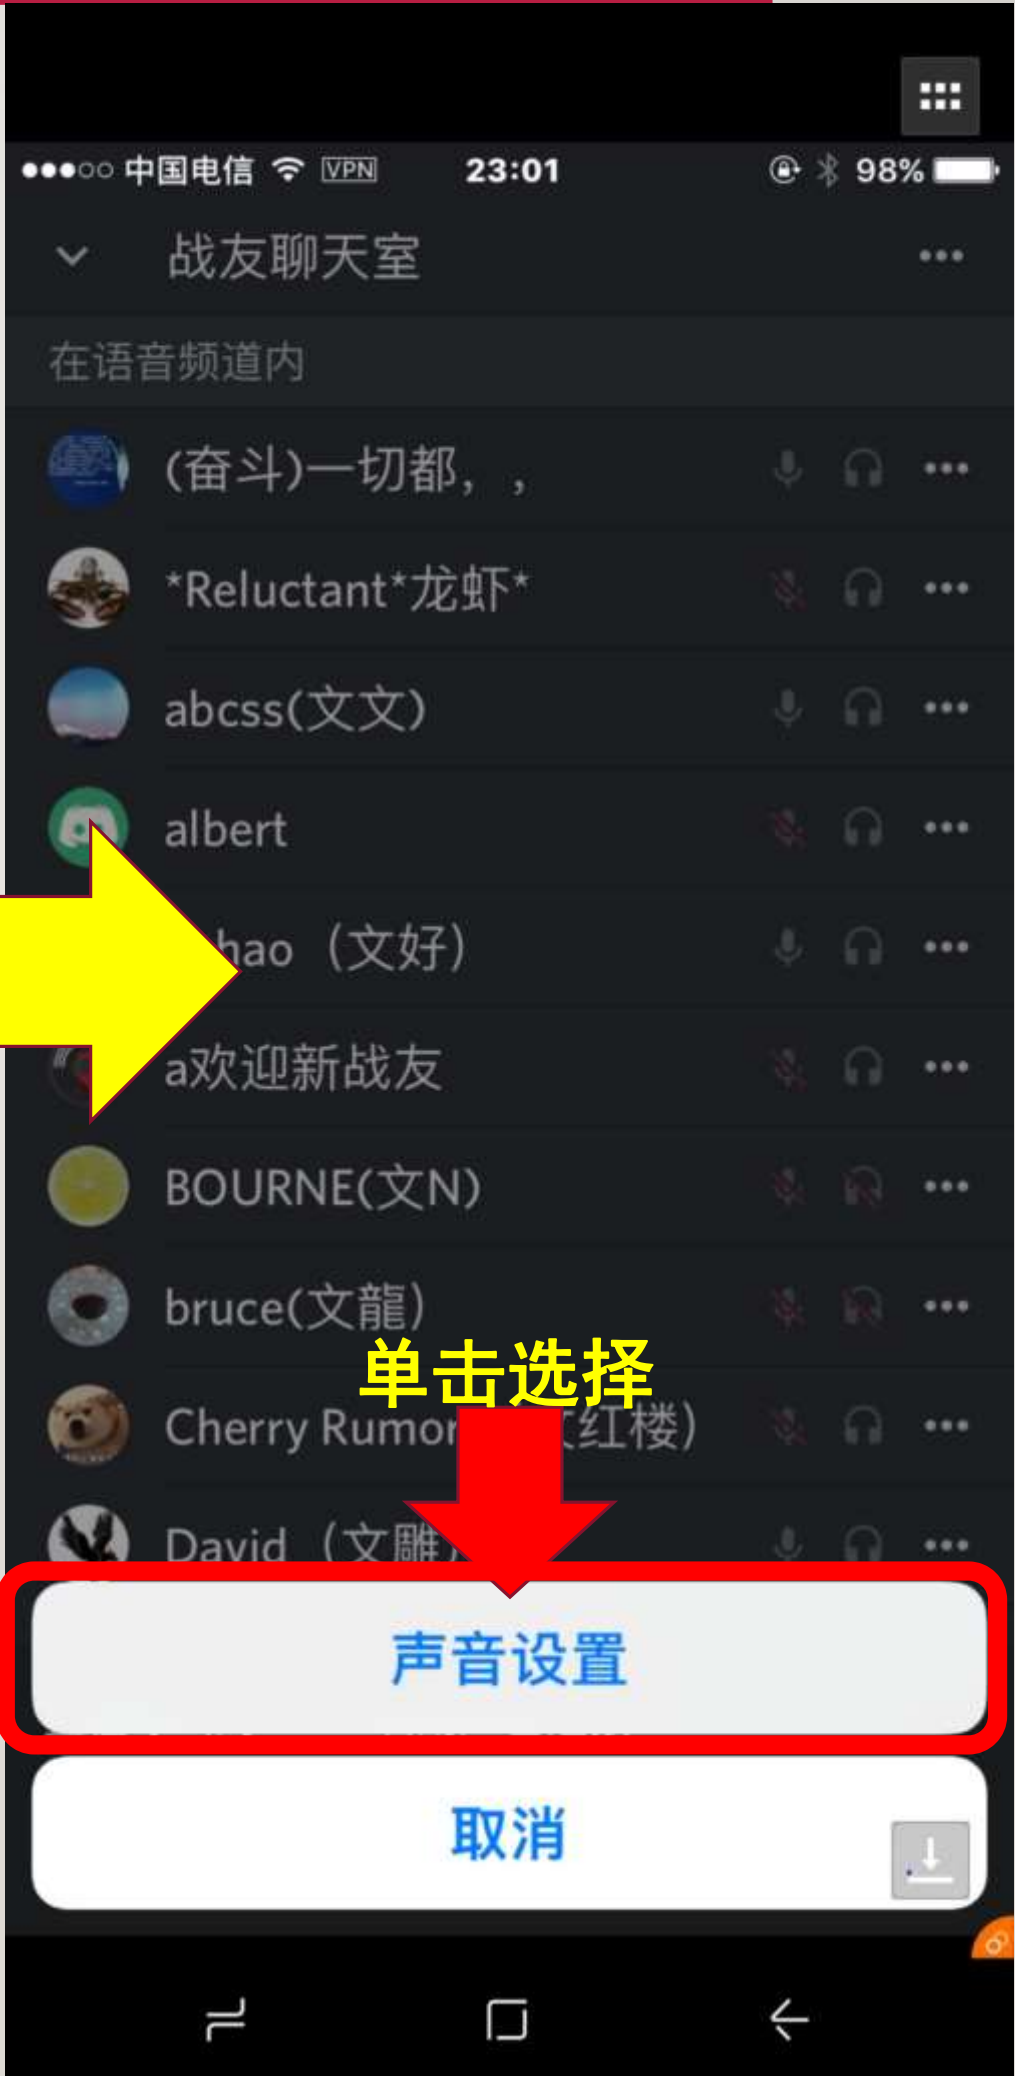 中国电信 VPN 23:01 98%
战友聊天室
在语音频道内
(奋斗)一切都，,
*Reluctant*龙虾*
abcss(文文)
albert
hao（文好）
a欢迎新战友
BOURNE(文N)
bruce(文龍)
单击选择
Cherry Rumor 红楼)
David（文雕）
声音设置
取消